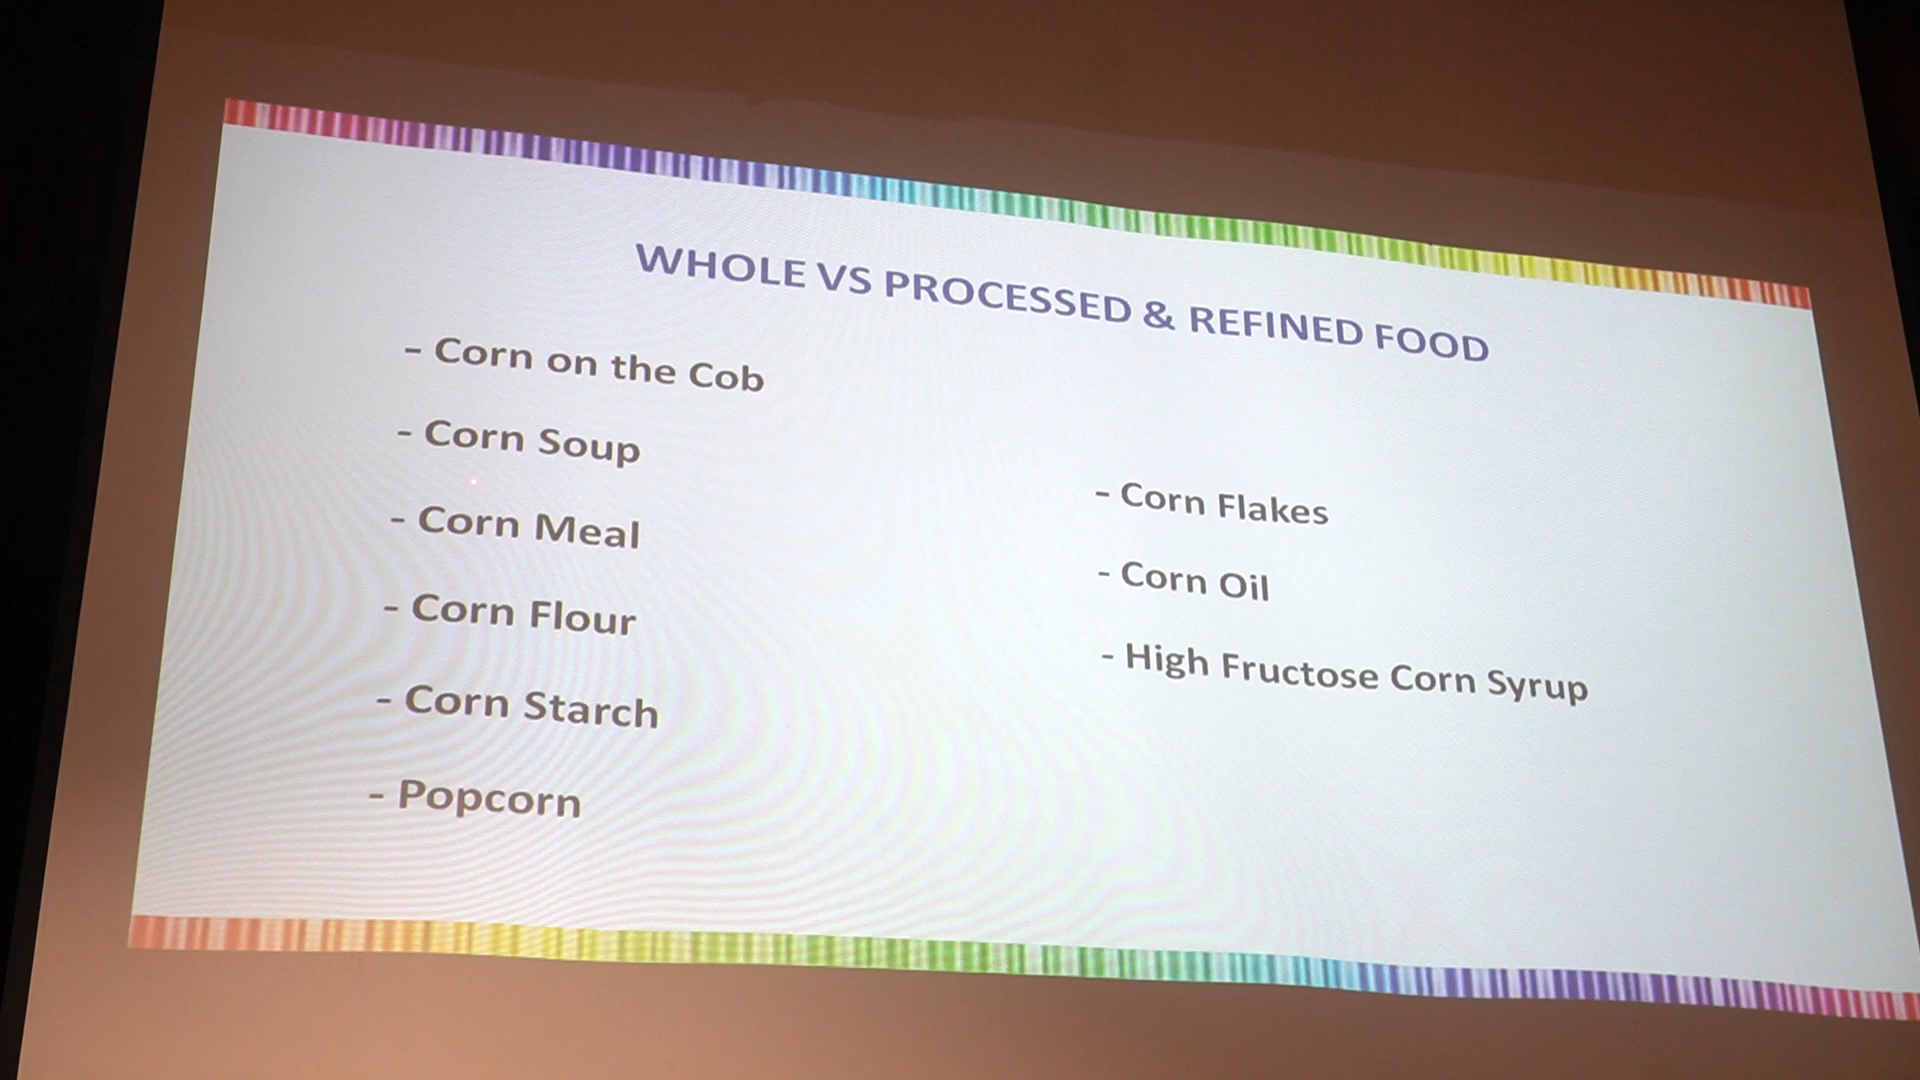 WHOLE VS PROCESSED & REFINED FOOD
- Corn on the Cob
- Corn Soup
- Corn Meal
- Corn Flour
- Corn Starch
- Popcorn
- Corn Flakes
- Corn Oil
- High Fructose Corn Syrup